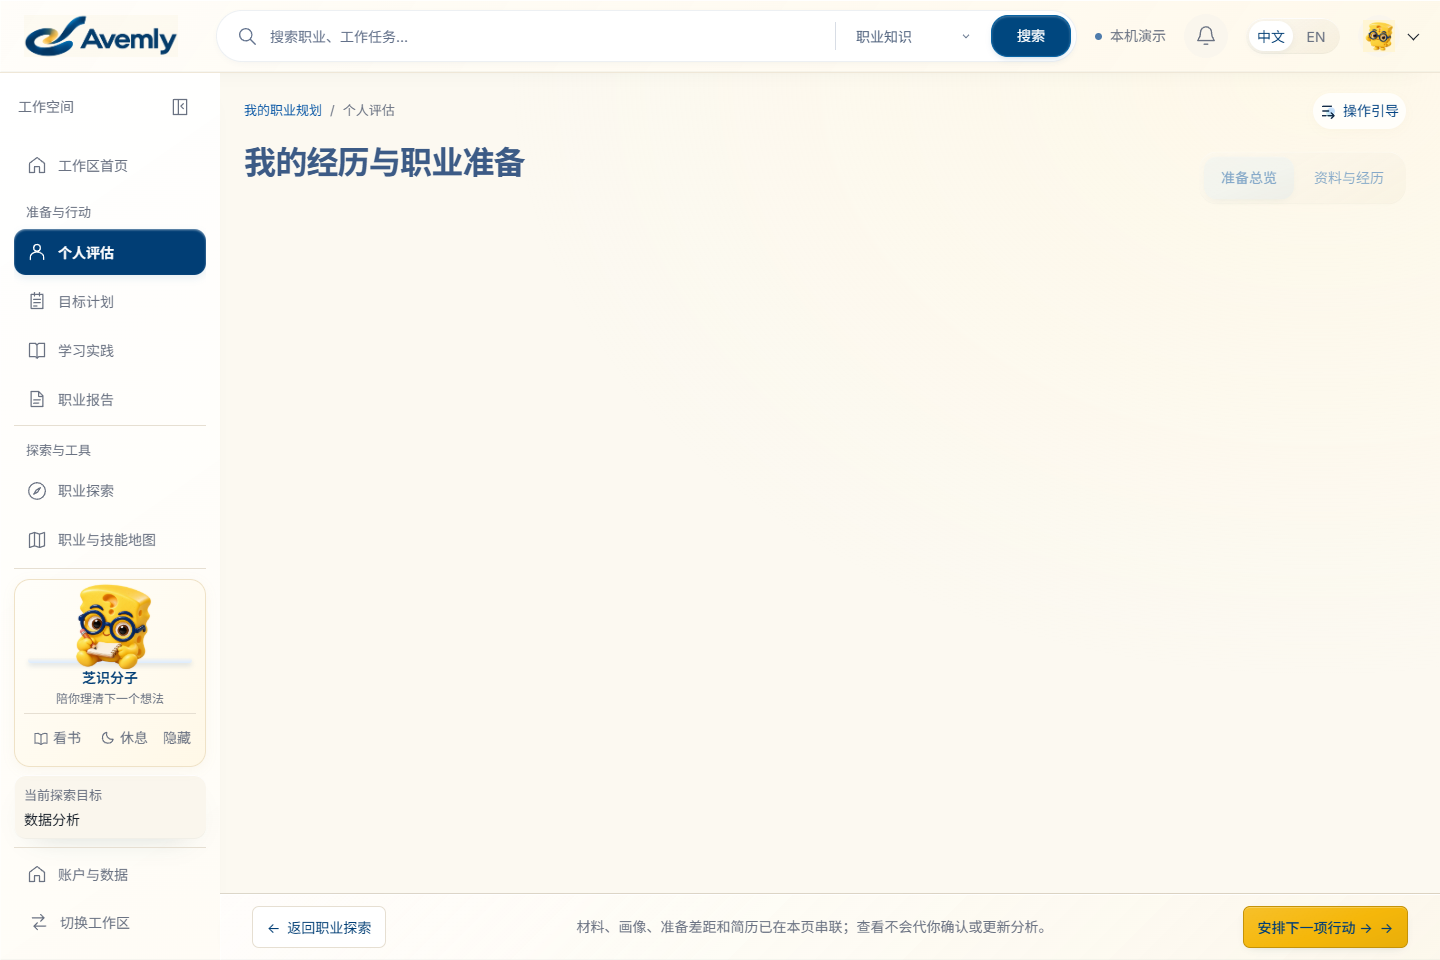 Avemly
搜索职业、工作任务...
职业知识
搜索
本机演示
中文
EN
工作空间
工作区首页
准备与行动
个人评估
目标计划
学习实践
职业报告
探索与工具
职业探索
职业与技能地图
芝识分子
陪你理清下一个想法
看书
休息
隐藏
当前探索目标
数据分析
账户与数据
切换工作区
我的职业规划 / 个人评估
操作引导
我的经历与职业准备
准备总览
资料与经历
← 返回职业探索
材料、画像、准备差距和简历已在本页串联；查看不会代你确认或更新分析。
安排下一项行动 → →